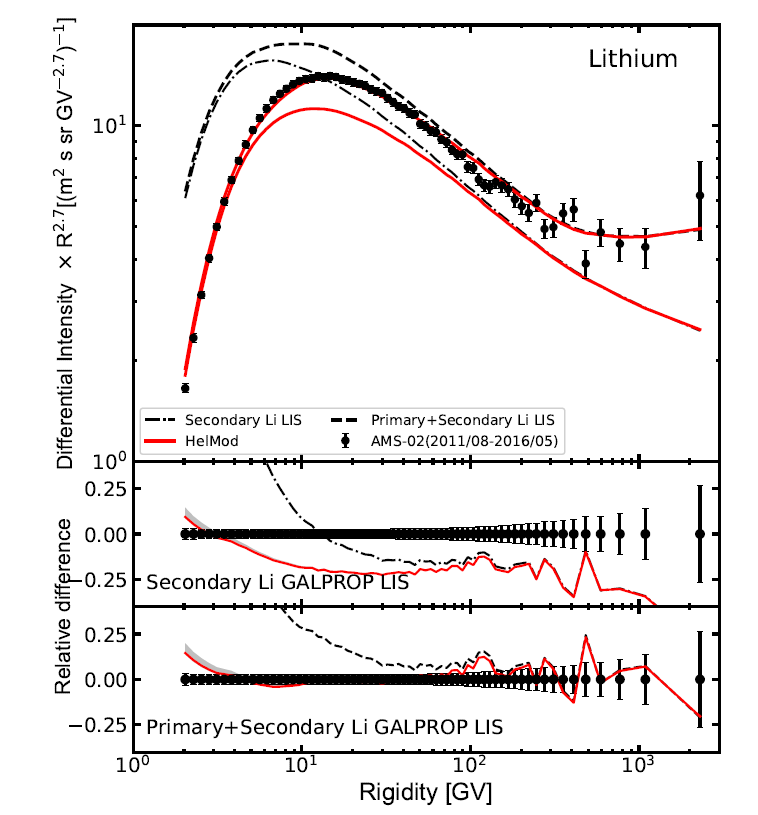 Lithium
Differential Intensity × R^2.7[(m^2 s sr GV^−2.7)^−1]
10^1
10^0
Secondary Li LIS
HelMod
Primary+Secondary Li LIS
AMS-02(2011/08-2016/05)
Relative difference
0.25
0.00
−0.25
Secondary Li GALPROP LIS
0.25
0.00
−0.25
Primary+Secondary Li GALPROP LIS
10^0 10^1 10^2 10^3
Rigidity [GV]